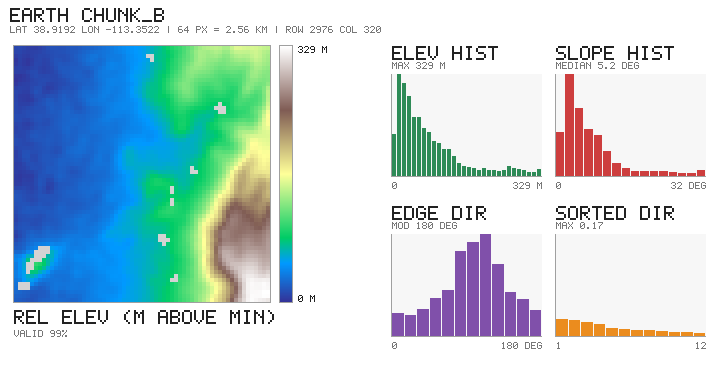 EARTH CHUNK_B
LAT 38.9192 LON -113.3522 | 64 PX = 2.56 KM | ROW 2976 COL 320
329 M
0 M
REL ELEV (M ABOVE MIN)
VALID 99%
ELEV HIST
MAX 329 M
0 329 M
SLOPE HIST
MEDIAN 5.2 DEG
0 32 DEG
EDGE DIR
MOD 180 DEG
0 180 DEG
SORTED DIR
MAX 0.17
1 12